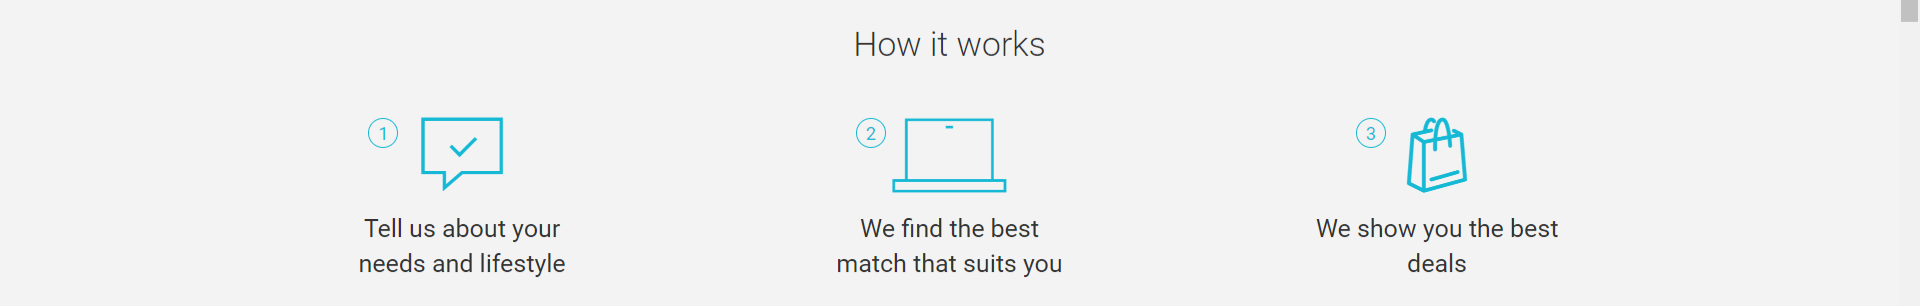 How it works
1
Tell us about your
needs and lifestyle
2
We find the best
match that suits you
3
We show you the best
deals